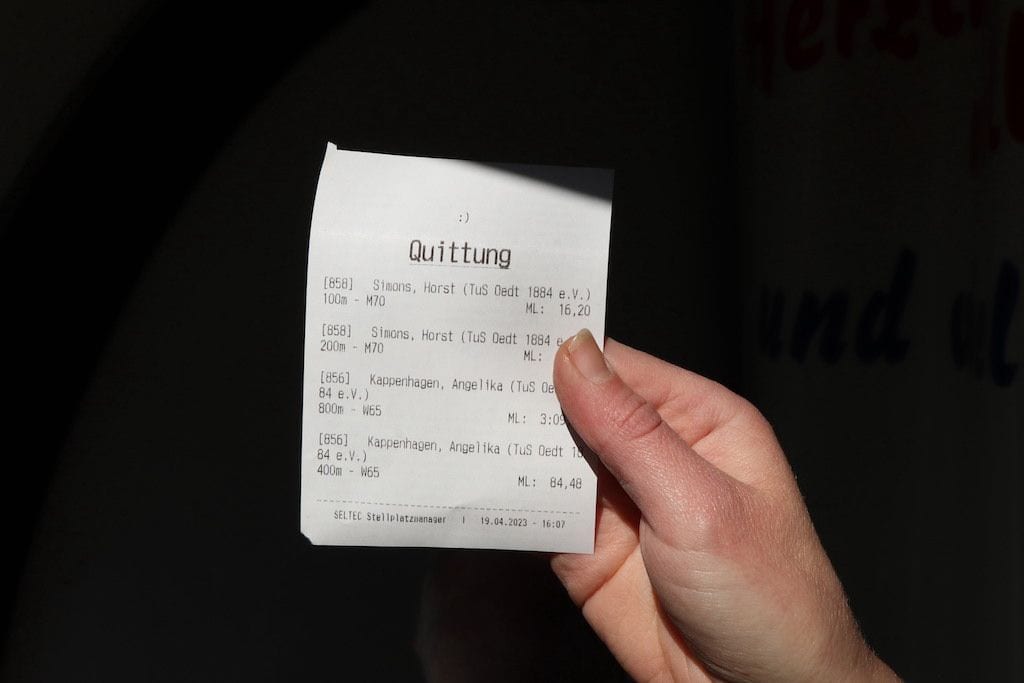 :)
Quittung
[858] Simons, Horst (TuS Oedt 1884 e.V.)
100m - M70
ML: 16,20
[858] Simons, Horst (TuS Oedt 1884
200m - M70
ML:
[856] Kappenhagen, Angelika (TuS
84 e.V.)
800m - W65
ML:
[856] Kappenhagen, Angelika (TuS Oedt
84 e.V.)
400m - W65
ML: 84,48
SELTEC Stellplatzmanager | 19.04.2023 - 16:07
und